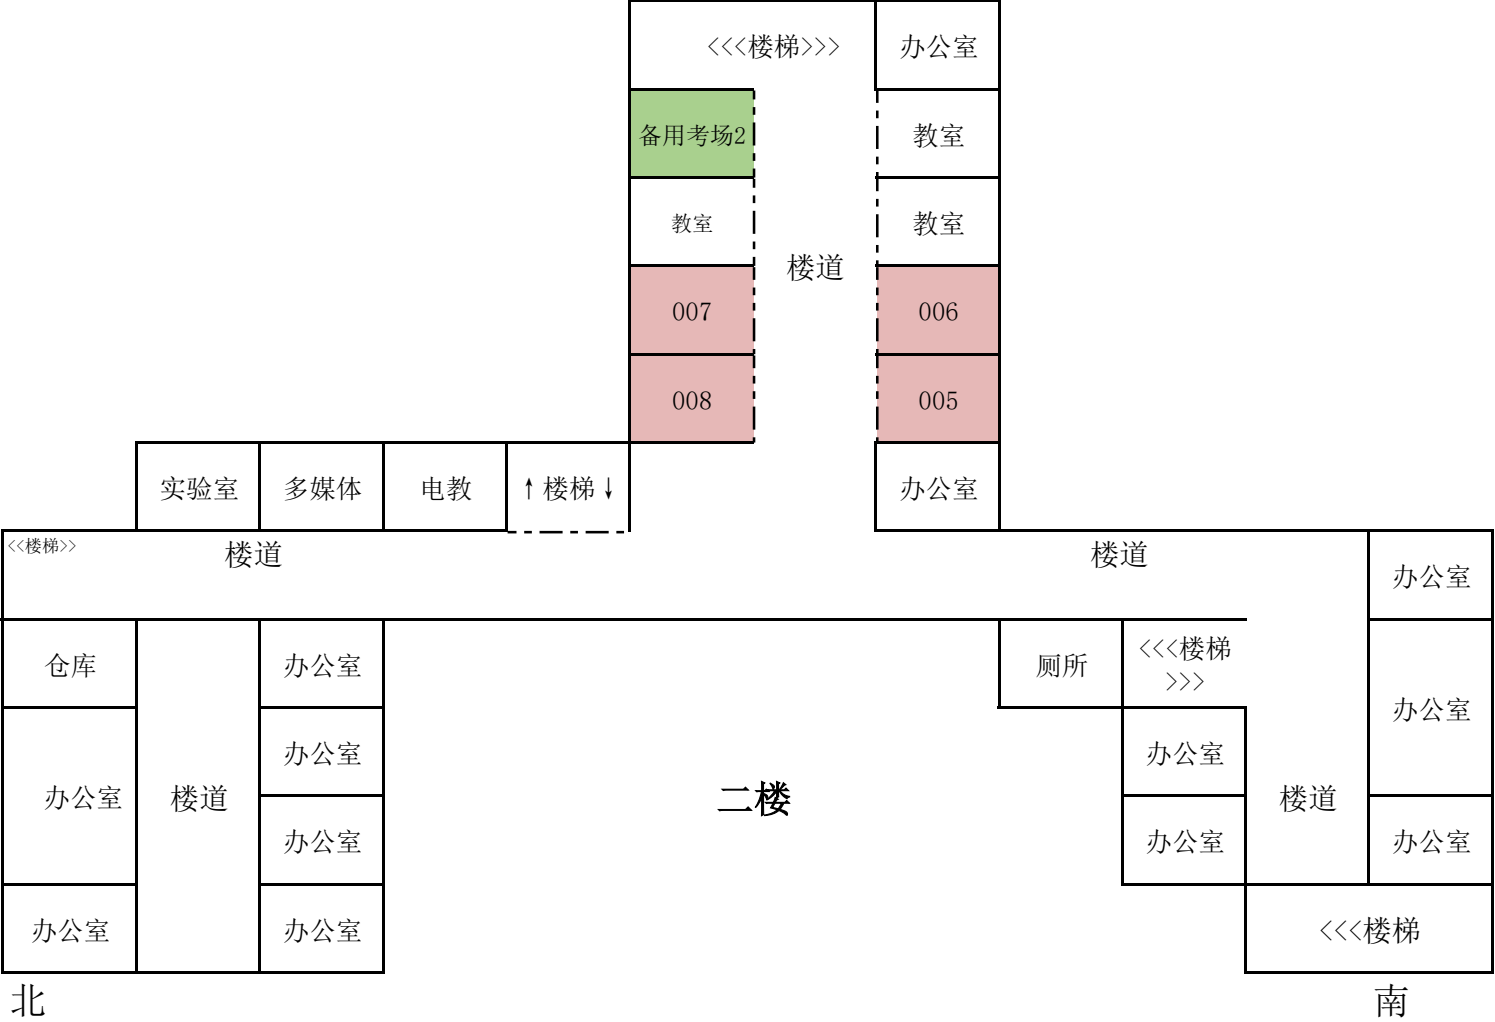 <<<楼梯>>>
办公室
备用考场2
教室
教室
教室
楼道
007
006
008
005
实验室
多媒体
电教
↑楼梯↓
办公室
<<楼梯>>
楼道
楼道
办公室
仓库
办公室
厕所
<<<楼梯
>>>
办公室
办公室
办公室
办公室
楼道
二楼
楼道
办公室
办公室
办公室
办公室
办公室
<<<楼梯
北
南